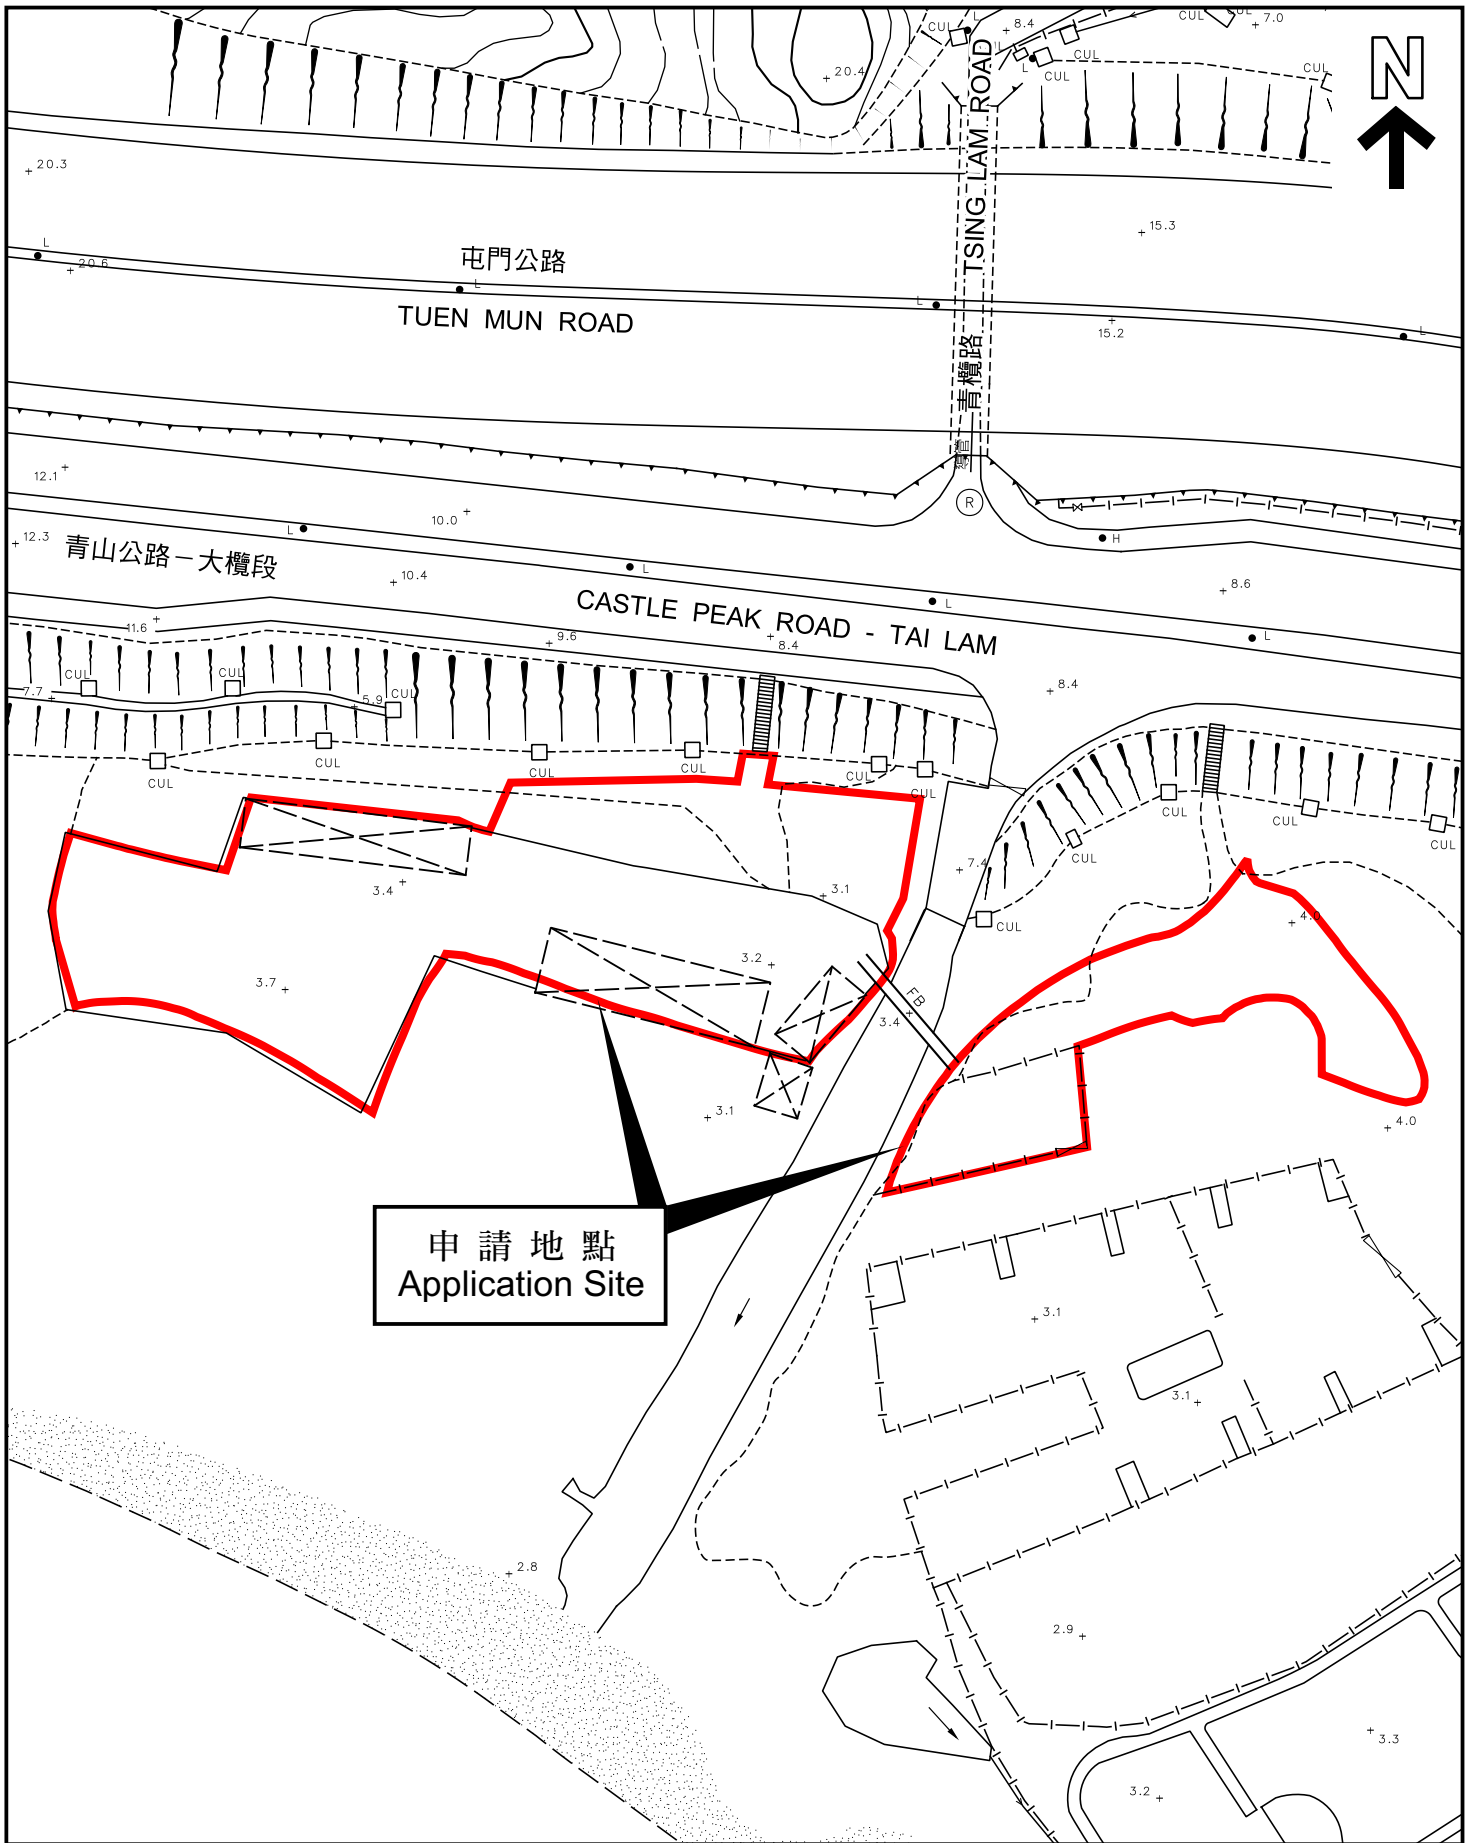 CUL
L
8.4
CUL
CUL
7.0
CUL
L
CUL
CUL
20.4
N
TSING LAM ROAD
20.3
15.3
屯門公路
L
20.6
L
L
TUEN MUN ROAD
15.2
L
青欖路
12.1
10.0
R
12.3
L
H
青山公路－大欖段
10.4
L
8.6
CASTLE PEAK ROAD - TAI LAM
L
11.6
9.6
8.4
L
CUL
7.7
5.9
CUL
8.4
CUL
CUL
CUL
CUL
CUL
CUL
CUL
CUL
CUL
CUL
7.4
3.4
3.1
CUL
4.0
3.2
3.7
FB
3.4
3.1
4.0
申請地點
Application Site
3.1
3.1
2.8
2.9
3.3
3.2